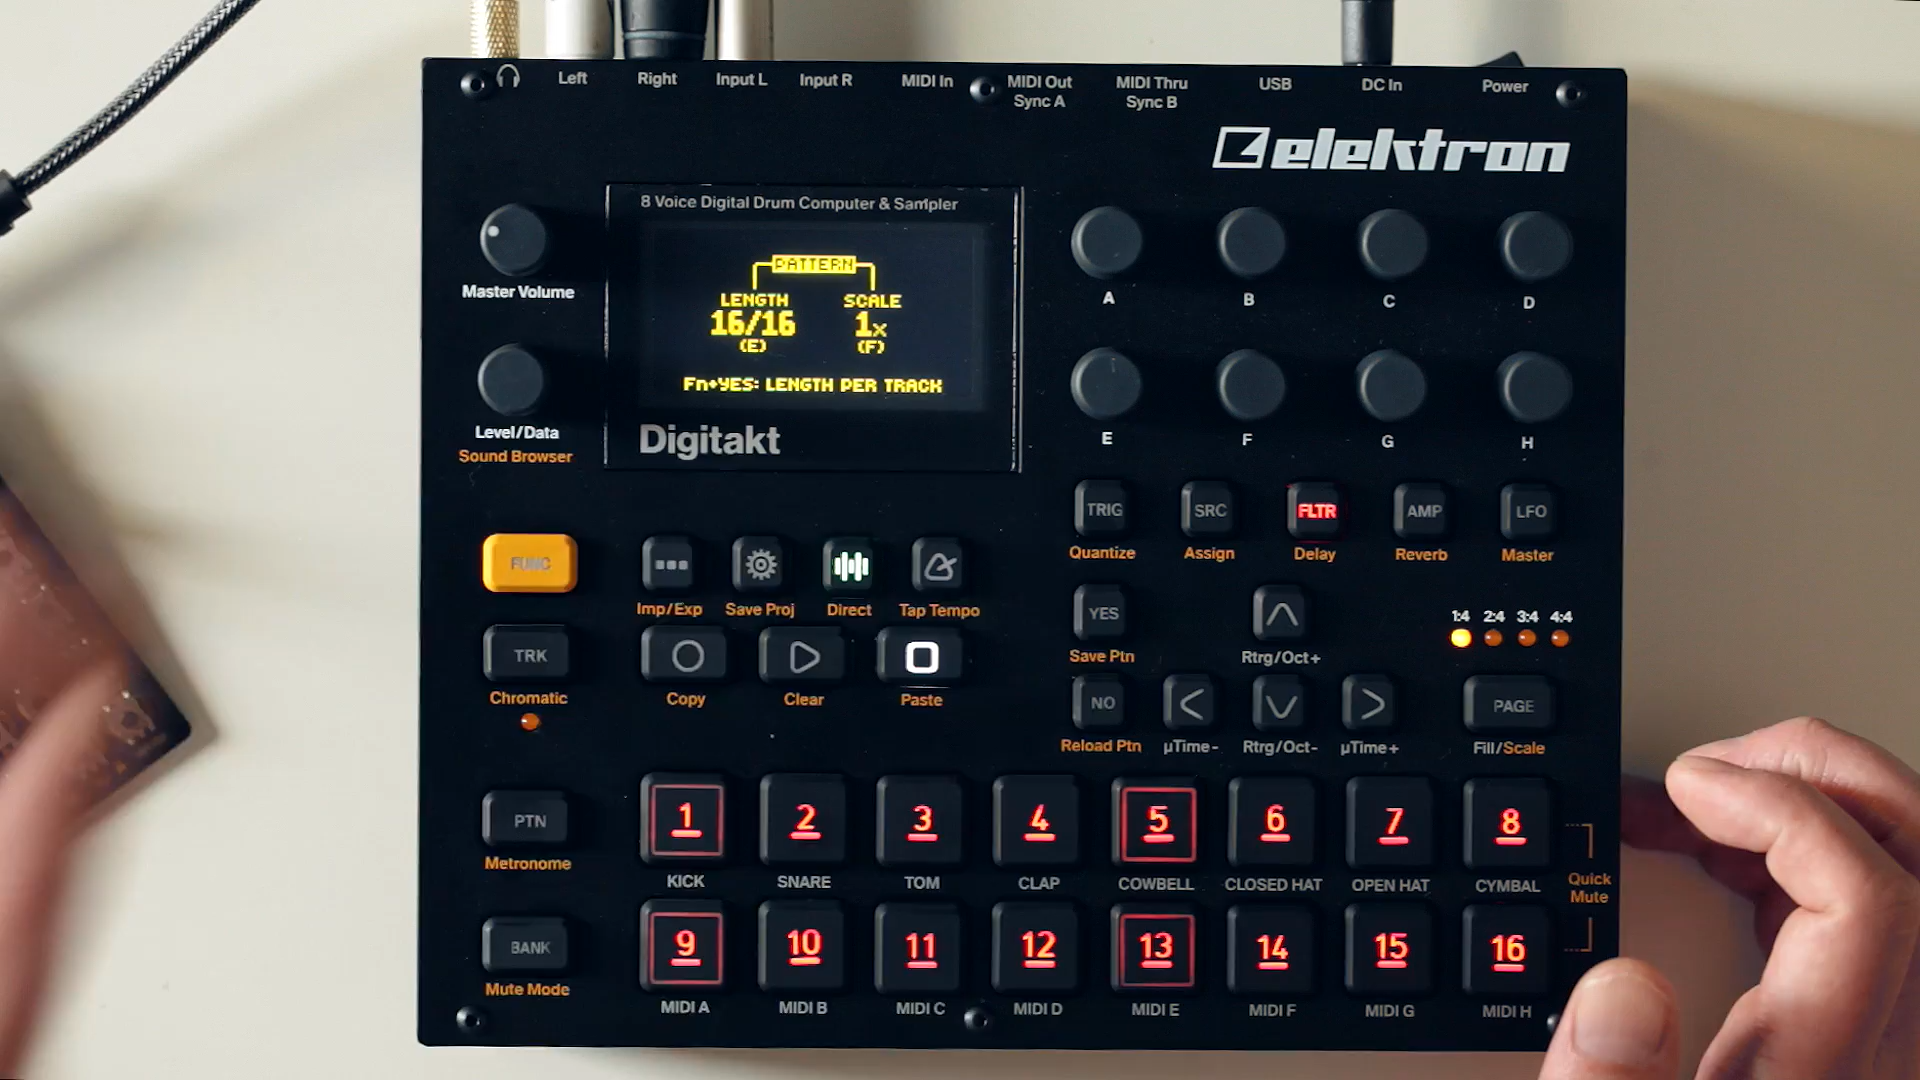 Left
Right
Input L
Input R
MIDI In
MIDI Out
Sync A
MIDI Thru
Sync B
USB
DC In
Power
elektron
8 Voice Digital Drum Computer & Sampler
PATTERN
LENGTH
SCALE
16/16
1x
(E)
(F)
Fn+YES: LENGTH PER TRACK
Digitakt
Master Volume
Level/Data
Sound Browser
A
B
C
D
E
F
G
H
TRIG
SRC
FLTR
AMP
LFO
Quantize
Assign
Delay
Reverb
Master
FUNC
Imp/Exp
Save Proj
Direct
Tap Tempo
TRK
Chromatic
Copy
Clear
Paste
YES
Save Ptn
Rtrg/Oct+
1:4
2:4
3:4
4:4
NO
Reload Ptn
µTime-
Rtrg/Oct-
µTime+
PAGE
Fill/Scale
PTN
Metronome
1
2
3
4
5
6
7
8
KICK
SNARE
TOM
CLAP
COWBELL
CLOSED HAT
OPEN HAT
CYMBAL
Quick
Mute
BANK
Mute Mode
9
10
11
12
13
14
15
16
MIDI A
MIDI B
MIDI C
MIDI D
MIDI E
MIDI F
MIDI G
MIDI H